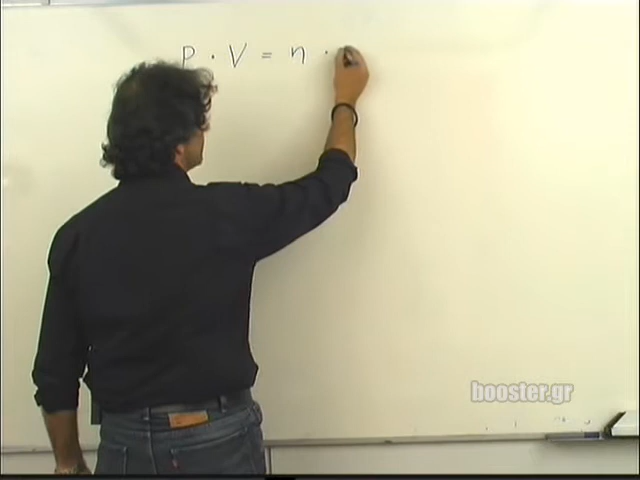 P · V = n ·
booster.gr